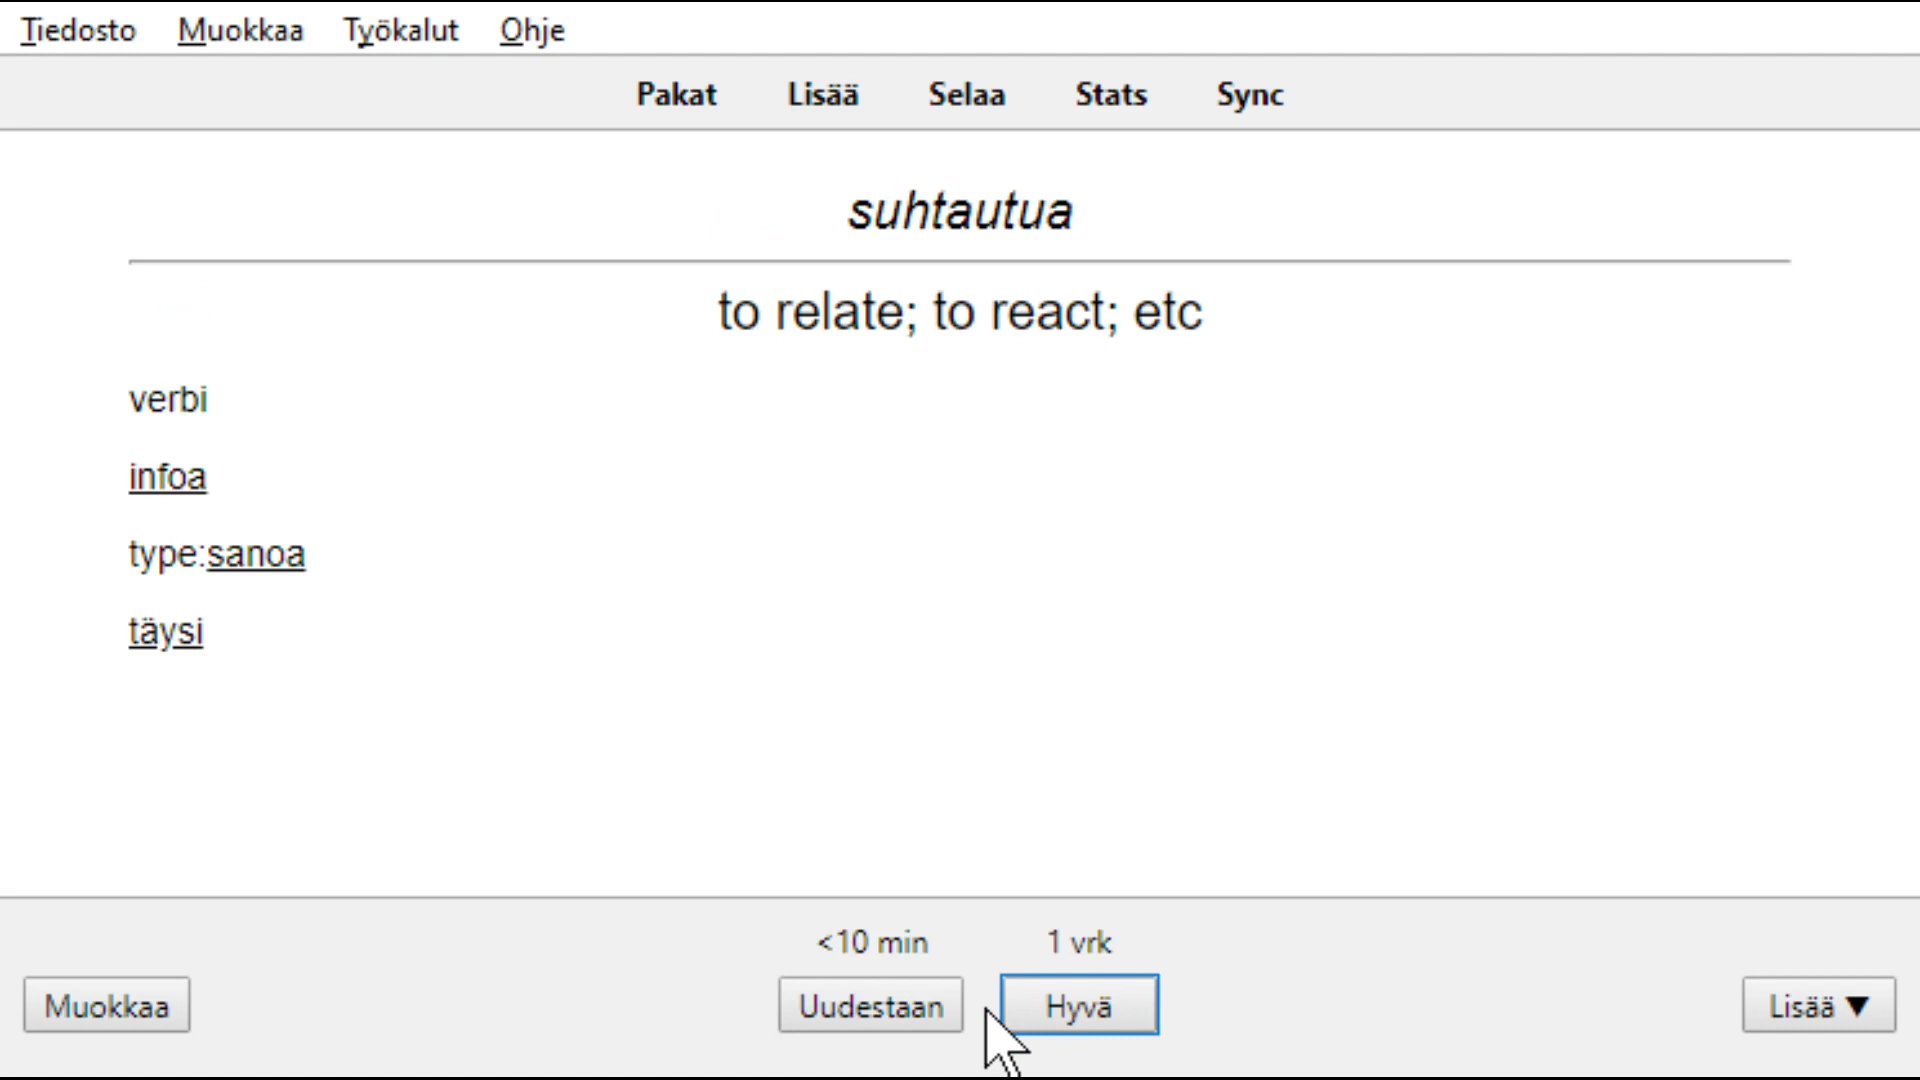 Tiedosto Muokkaa Työkalut Ohje
Pakat Lisää Selaa Stats Sync
suhtautua
to relate; to react; etc
verbi
infoa
type:sanoa
täysi
<10 min 1 vrk
Muokkaa Uudestaan Hyvä Lisää ▼